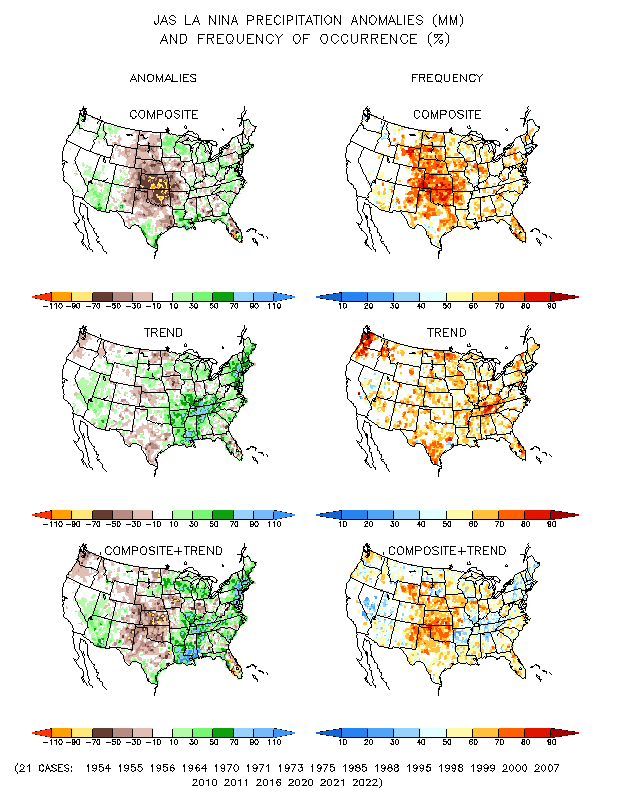 JAS LA NINA PRECIPITATION ANOMALIES (MM)
AND FREQUENCY OF OCCURRENCE (%)
ANOMALIES FREQUENCY
COMPOSITE COMPOSITE
-110 -90 -70 -50 -30 -10 10 30 50 70 90 110 10 20 30 40 50 60 70 80 90
TREND TREND
-110 -90 -70 -50 -30 -10 10 30 50 70 90 110 10 20 30 40 50 60 70 80 90
COMPOSITE+TREND COMPOSITE+TREND
-110 -90 -70 -50 -30 -10 10 30 50 70 90 110 10 20 30 40 50 60 70 80 90
(21 CASES: 1954 1955 1956 1964 1970 1971 1973 1975 1985 1988 1995 1998 1999 2000 2007
2010 2011 2016 2020 2021 2022)